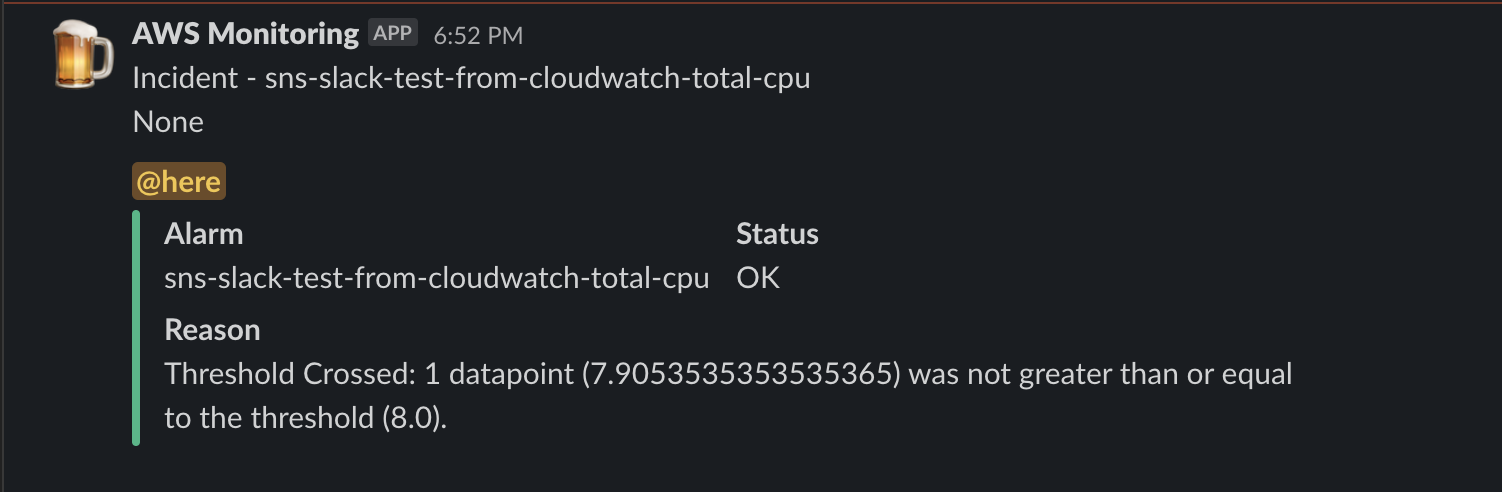 AWS Monitoring APP 6:52 PM
Incident - sns-slack-test-from-cloudwatch-total-cpu
None
@here
Alarm Status
sns-slack-test-from-cloudwatch-total-cpu OK
Reason
Threshold Crossed: 1 datapoint (7.9053535353535365) was not greater than or equal
to the threshold (8.0).